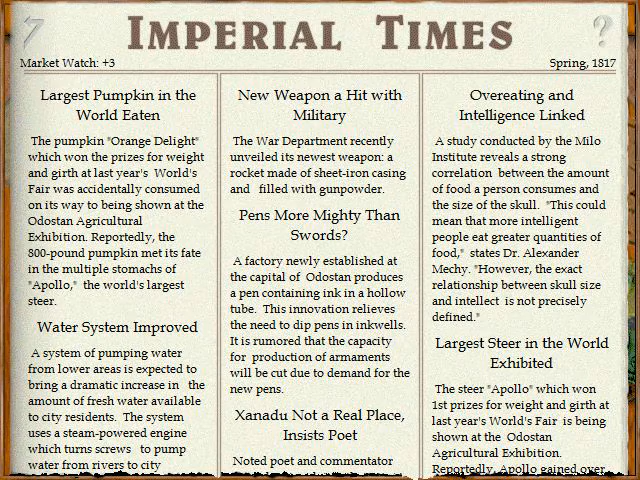 IMPERIAL TIMES
?
Market Watch: +3
Spring, 1817
Largest Pumpkin in the
World Eaten
The pumpkin "Orange Delight"
which won the prizes for weight
and girth at last year's World's
Fair was accidentally consumed
on its way to being shown at the
Odostan Agricultural
Exhibition. Reportedly, the
800-pound pumpkin met its fate
in the multiple stomachs of
"Apollo," the world's largest
steer.
Water System Improved
A system of pumping water
from lower areas is expected to
bring a dramatic increase in the
amount of fresh water available
to city residents. The system
uses a steam-powered engine
which turns screws to pump
water from rivers to city
New Weapon a Hit with
Military
The War Department recently
unveiled its newest weapon: a
rocket made of sheet-iron casing
and filled with gunpowder.
Pens More Mighty Than
Swords?
A factory newly established at
the capital of Odostan produces
a pen containing ink in a hollow
tube. This innovation relieves
the need to dip pens in inkwells.
It is rumored that the capacity
for production of armaments
will be cut due to demand for the
new pens.
Xanadu Not a Real Place,
Insists Poet
Noted poet and commentator
Overeating and
Intelligence Linked
A study conducted by the Milo
Institute reveals a strong
correlation between the amount
of food a person consumes and
the size of the skull. "This could
mean that more intelligent
people eat greater quantities of
food," states Dr. Alexander
Mechy. "However, the exact
relationship between skull size
and intellect is not precisely
defined."
Largest Steer in the World
Exhibited
The steer "Apollo" which won
1st prizes for weight and girth at
last year's World's Fair is being
shown at the Odostan
Agricultural Exhibition.
Reportedly, Apollo gained over